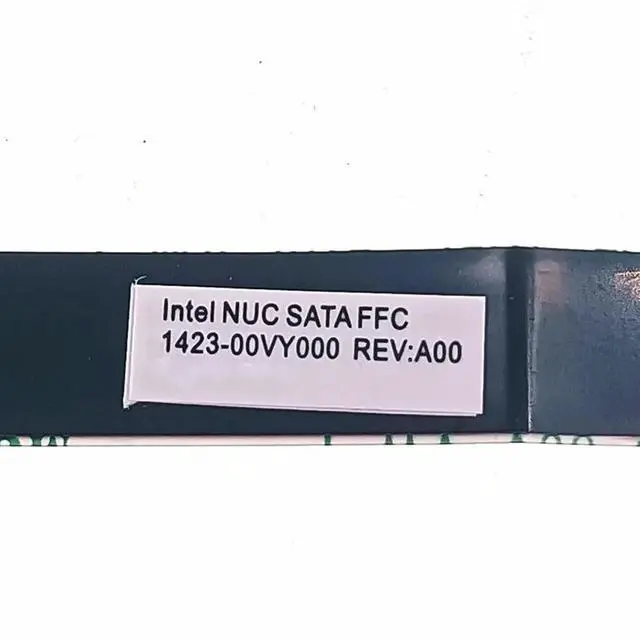 Intel NUC SATA FFC
1423-00VY000 REV:A00